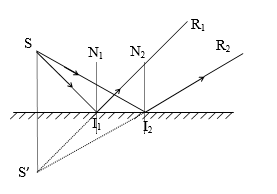 R₁
S N₁ N₂ R₂
I₁ I₂
S'